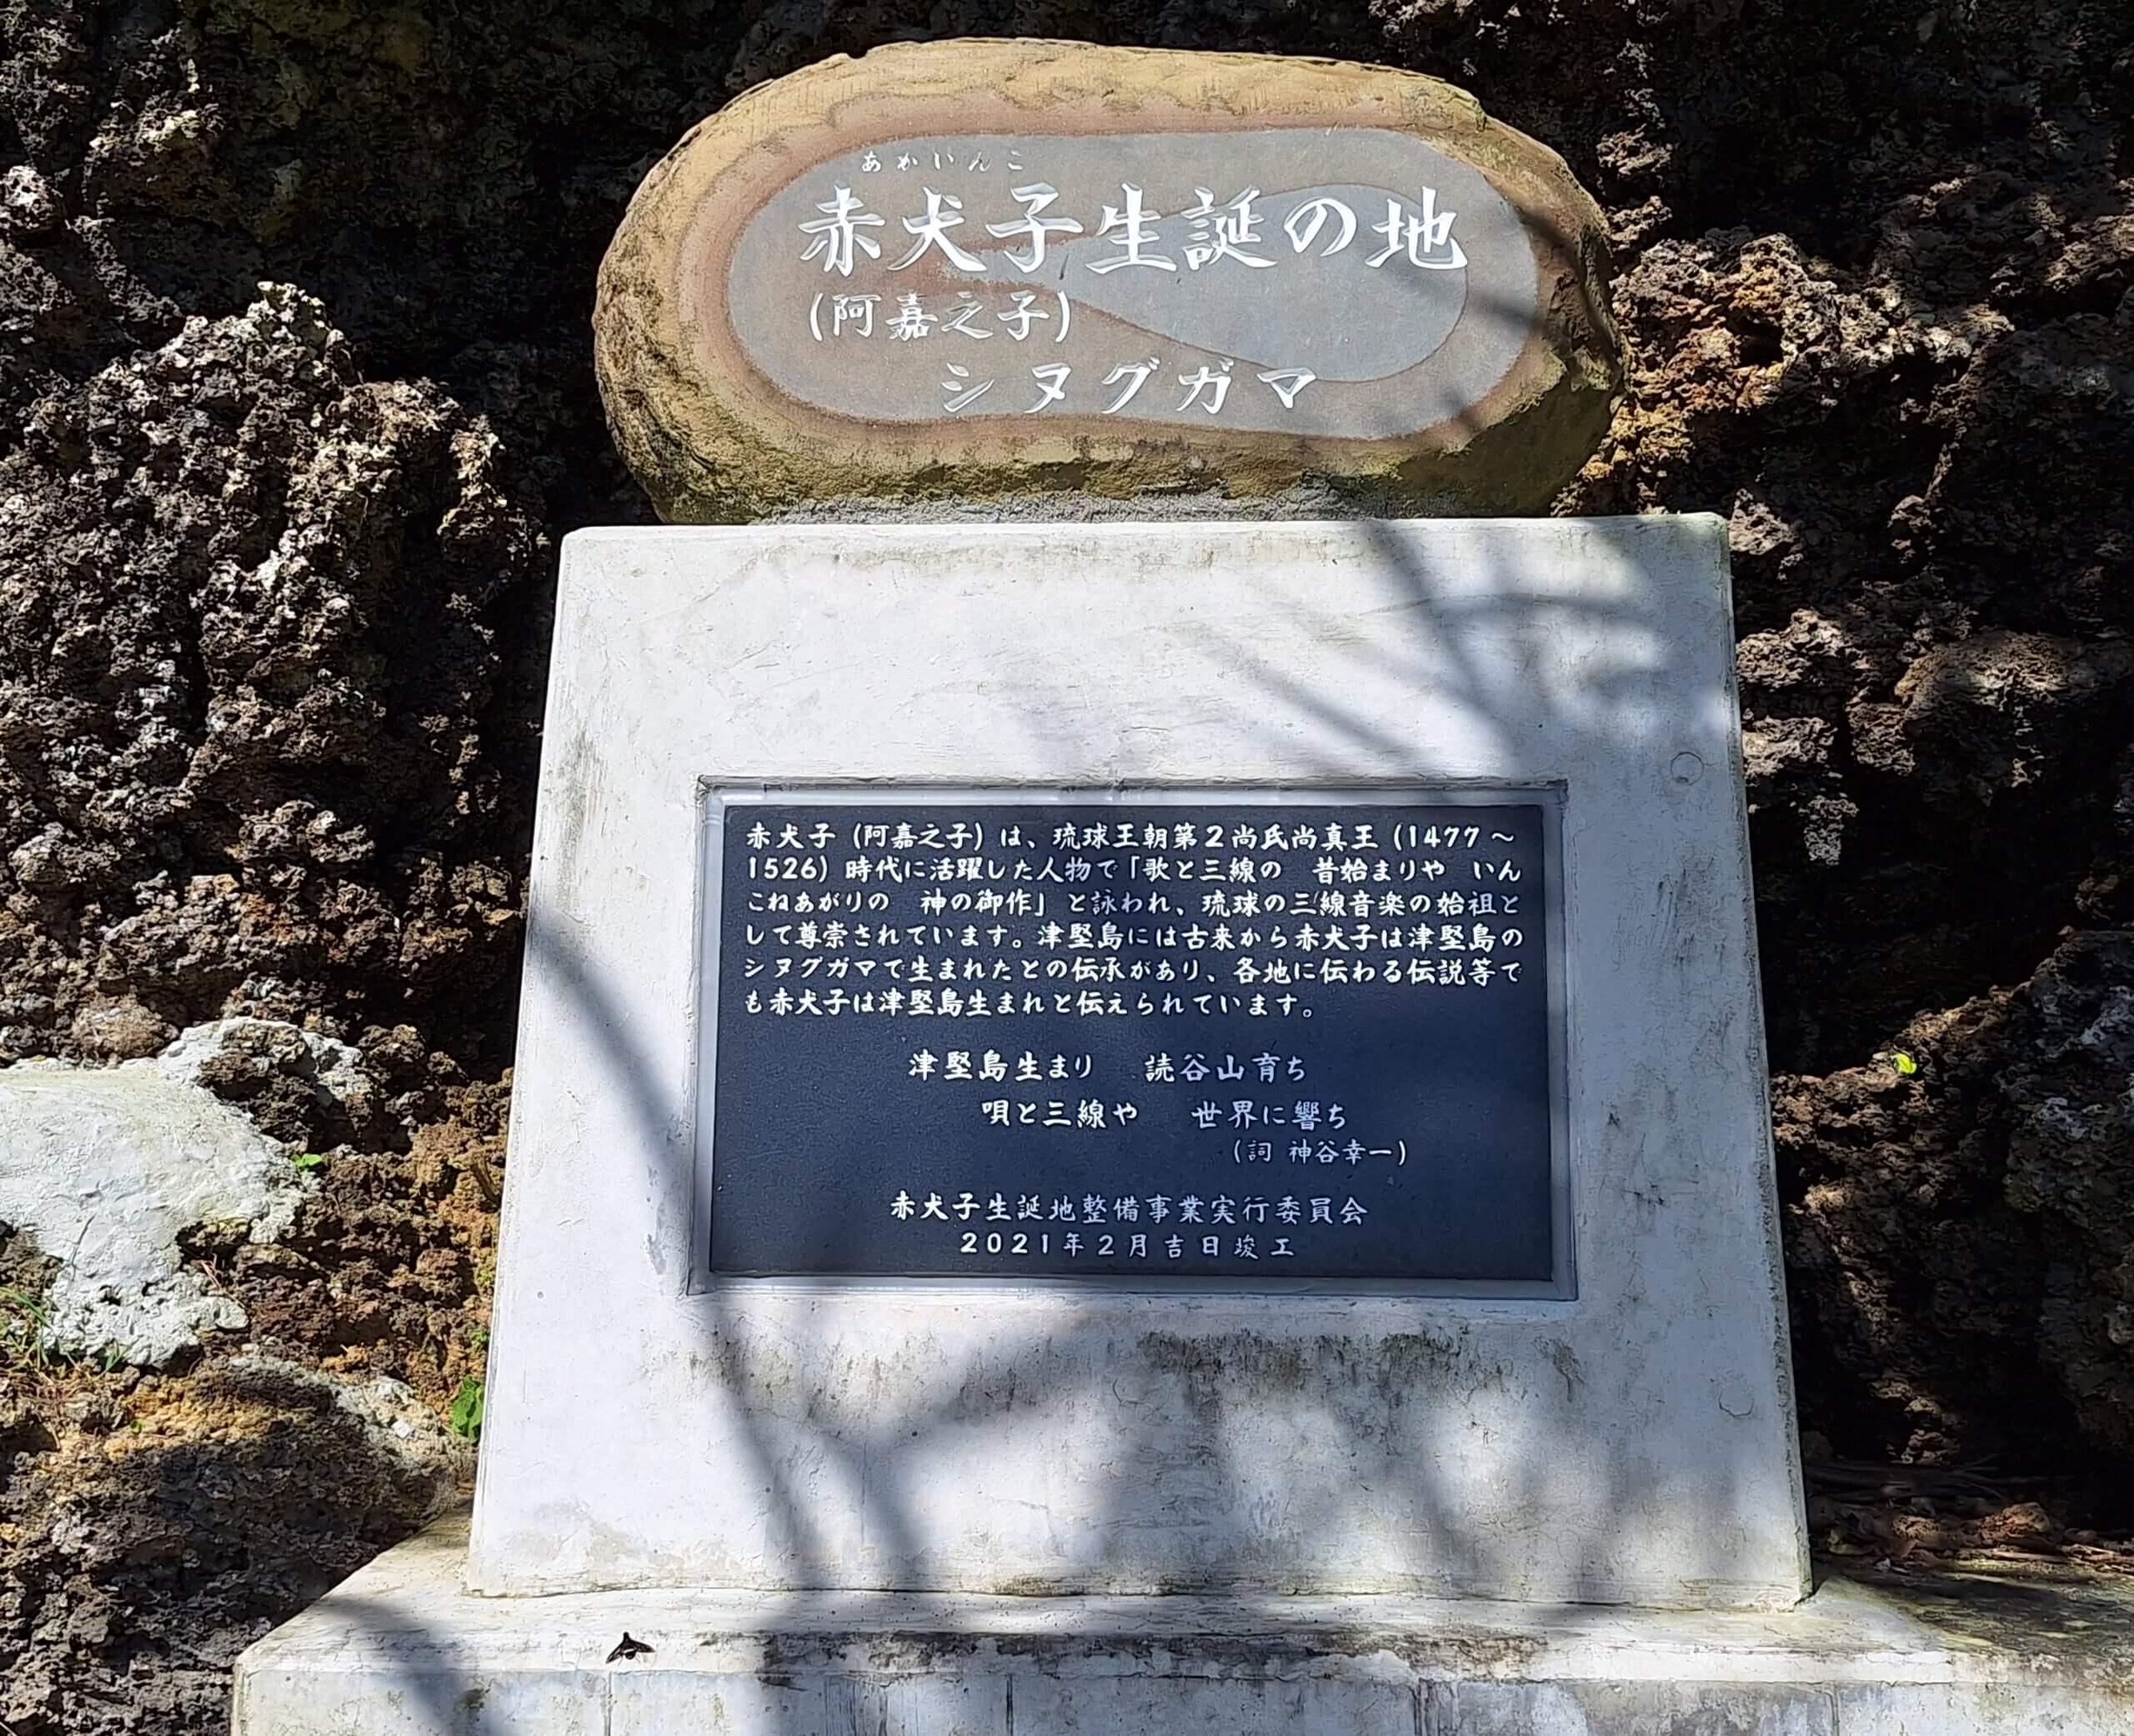 あかいんこ
赤犬子生誕の地
(阿嘉之子)
シヌグガマ
赤犬子 (阿嘉之子) は、琉球王朝第2尚氏尚真王 (1477～
1526) 時代に活躍した人物で「歌と三線の　昔始まりや　いん
こねあがりの　神の御作」と詠われ、琉球の三線音楽の始祖と
して尊崇されています。津堅島には古来から赤犬子は津堅島の
シヌグガマで生まれたとの伝承があり、各地に伝わる伝説等で
も赤犬子は津堅島生まれと伝えられています。
津堅島生まり　読谷山育ち
唄と三線や　世界に響ち
(詞 神谷幸一)
赤犬子生誕地整備事業実行委員会
2021年2月吉日竣工